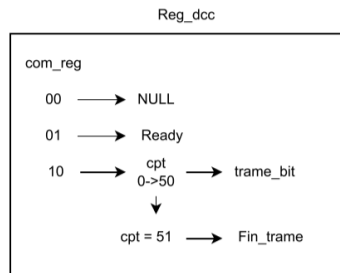 Reg_dcc
com_reg
00 NULL
01 Ready
10 cpt 0->50 trame_bit
cpt = 51 Fin_trame